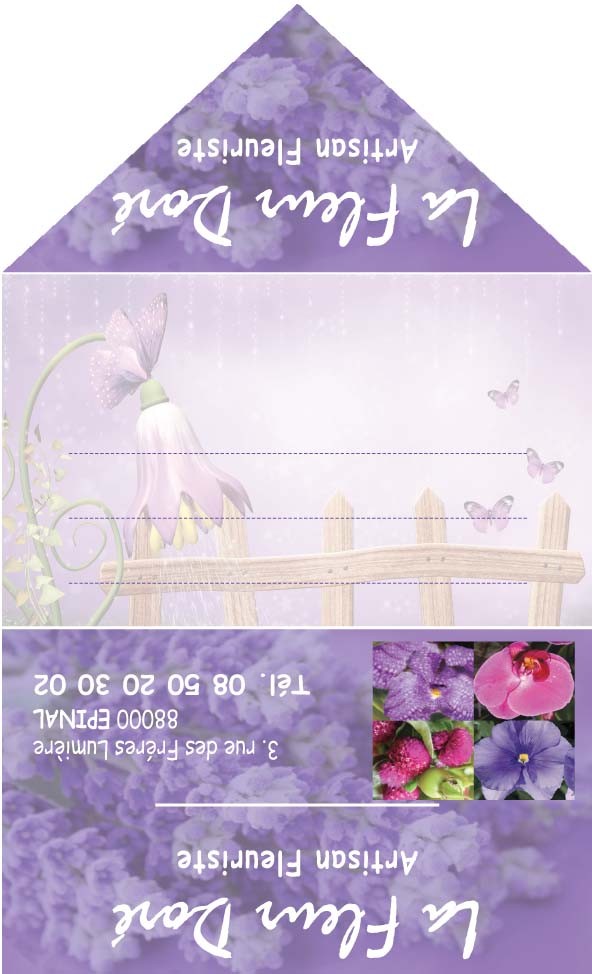 La Fleur Doré
Artisan Fleuriste
La Fleur Doré
Artisan Fleuriste
3. rue des Fréres Lumière
88000 EPINAL
Tél. 08 50 20 30 02